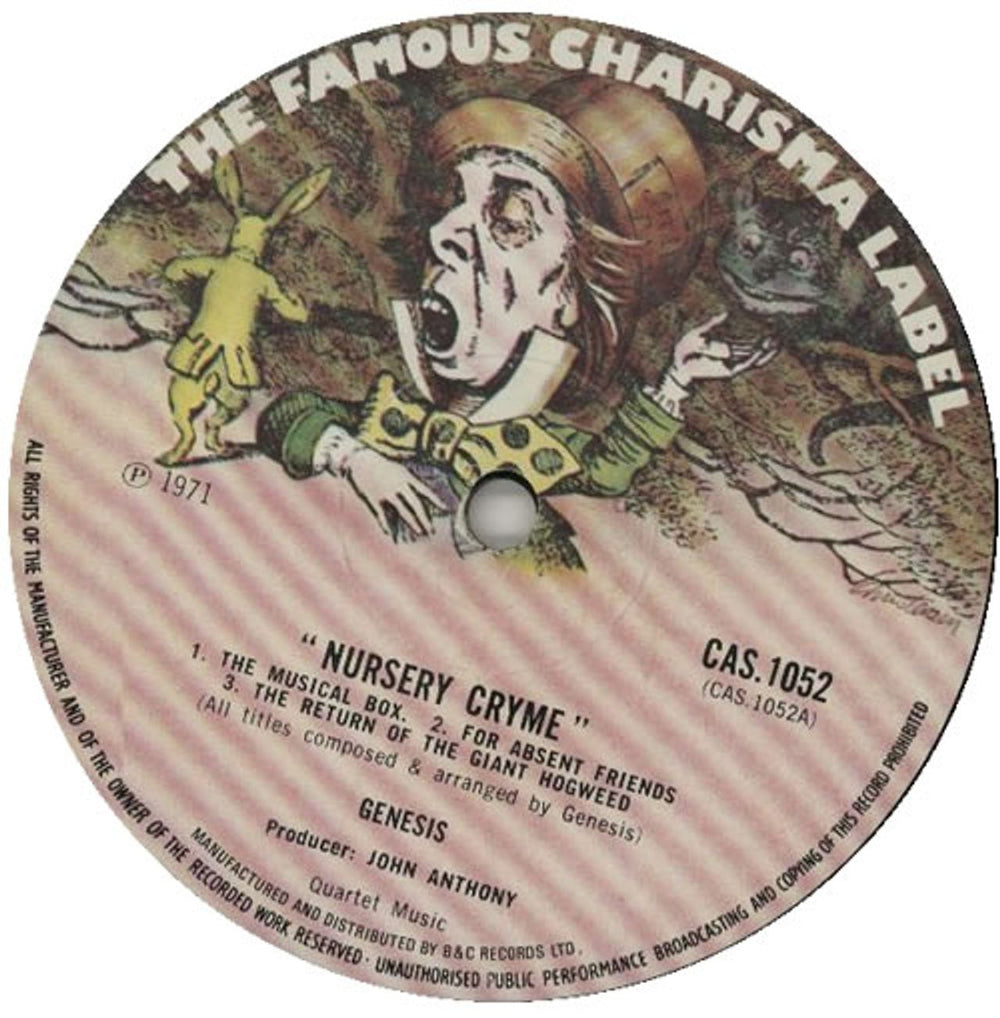 THE FAMOUS CHARISMA LABEL
℗ 1971
"NURSERY CRYME"
1. THE MUSICAL BOX. 2. FOR ABSENT FRIENDS
3. THE RETURN OF THE GIANT HOGWEED
(All titles composed & arranged by Genesis)
CAS.1052
(CAS.1052A)
GENESIS
Producer: JOHN ANTHONY
Quartet Music
MANUFACTURED AND DISTRIBUTED BY B&C RECORDS LTD.
ALL RIGHTS OF THE MANUFACTURER AND OF THE OWNER OF THE RECORDED WORK RESERVED · UNAUTHORISED PUBLIC PERFORMANCE BROADCASTING AND COPYING OF THIS RECORD PROHIBITED